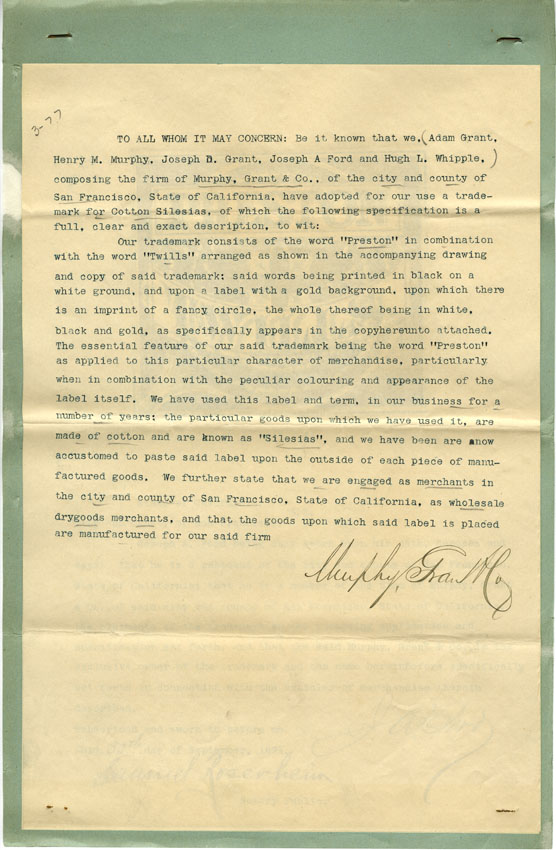 3-77
TO ALL WHOM IT MAY CONCERN: Be it known that we, (Adam Grant,
Henry M. Murphy, Joseph D. Grant, Joseph A Ford and Hugh L. Whipple, )
composing the firm of Murphy, Grant & Co., of the city and county of
San Francisco, State of California, have adopted for our use a trade-
mark for Cotton Silesias, of which the following specification is a
full, clear and exact description, to wit:
Our trademark consists of the word "Preston" in combination
with the word "Twills" arranged as shown in the accompanying drawing
and copy of said trademark: said words being printed in black on a
white ground, and upon a label with a gold background, upon which there
is an imprint of a fancy circle, the whole thereof being in white,
black and gold, as specifically appears in the copyhereunto attached.
The essential feature of our said trademark being the word "Preston"
as applied to this particular character of merchandise, particularly
when in combination with the peculiar colouring and appearance of the
label itself. We have used this label and term, in our business for a
number of years: the particular goods upon which we have used it, are
made of cotton and are known as "Silesias", and we have been are now
accustomed to paste said label upon the outside of each piece of manu-
factured goods. We further state that we are engaged as merchants in
the city and county of San Francisco, State of California, as wholesale
drygoods merchants, and that the goods upon which said label is placed
are manufactured for our said firm
Murphy, Grant & Co
Samuel Rosenheim